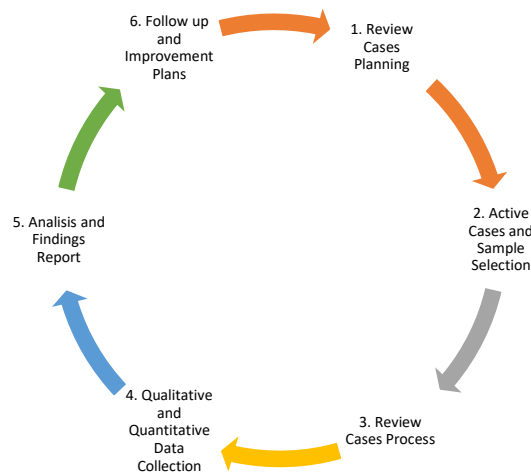 1. Review
Cases
Planning
2. Active
Cases and
Sample
Selection
3. Review
Cases Process
4. Qualitative
and
Quantitative
Data
Collection
5. Analisis and
Findings
Report
6. Follow up
and
Improvement
Plans